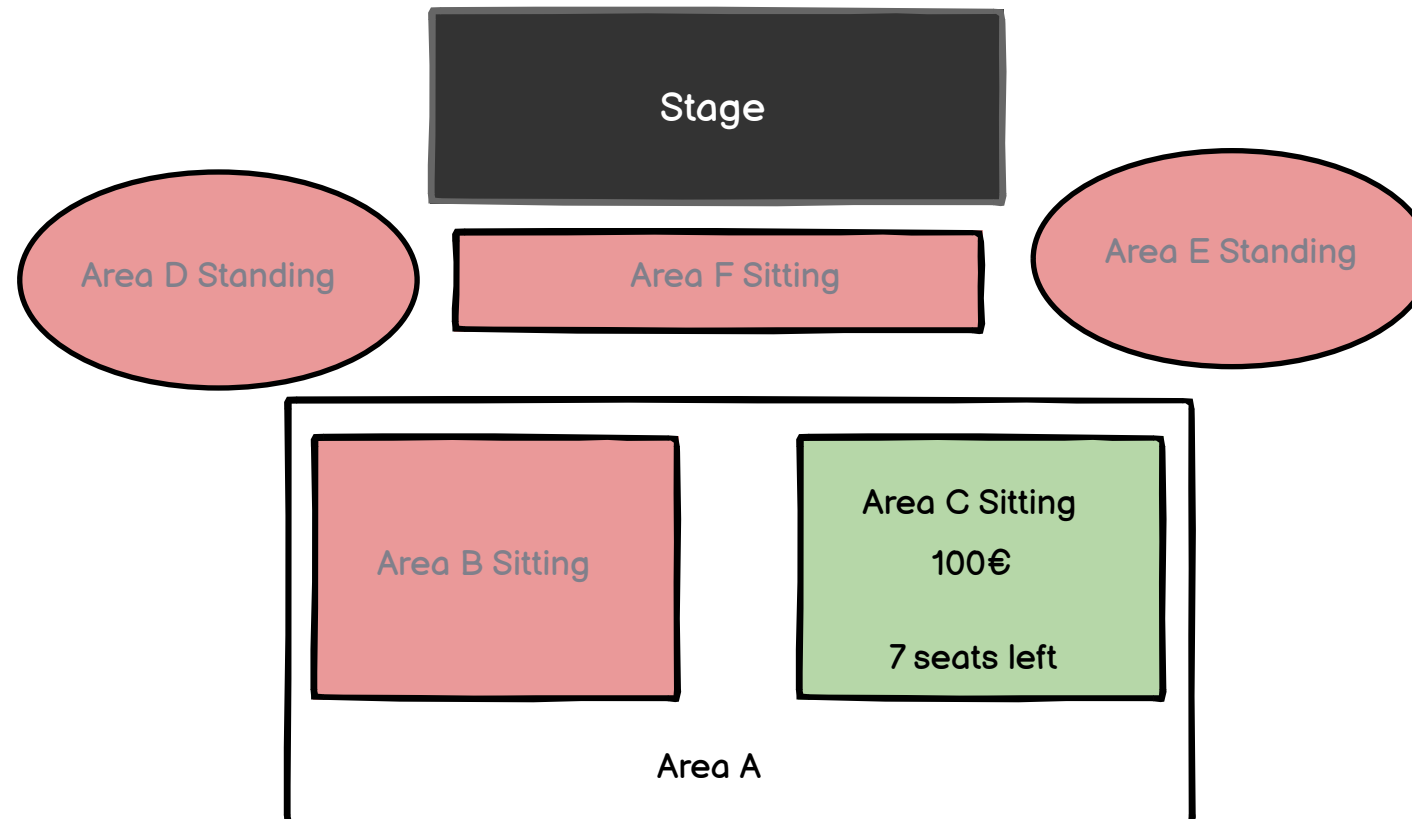 Stage
Area D Standing
Area F Sitting
Area E Standing
Area B Sitting
Area C Sitting
100€
7 seats left
Area A